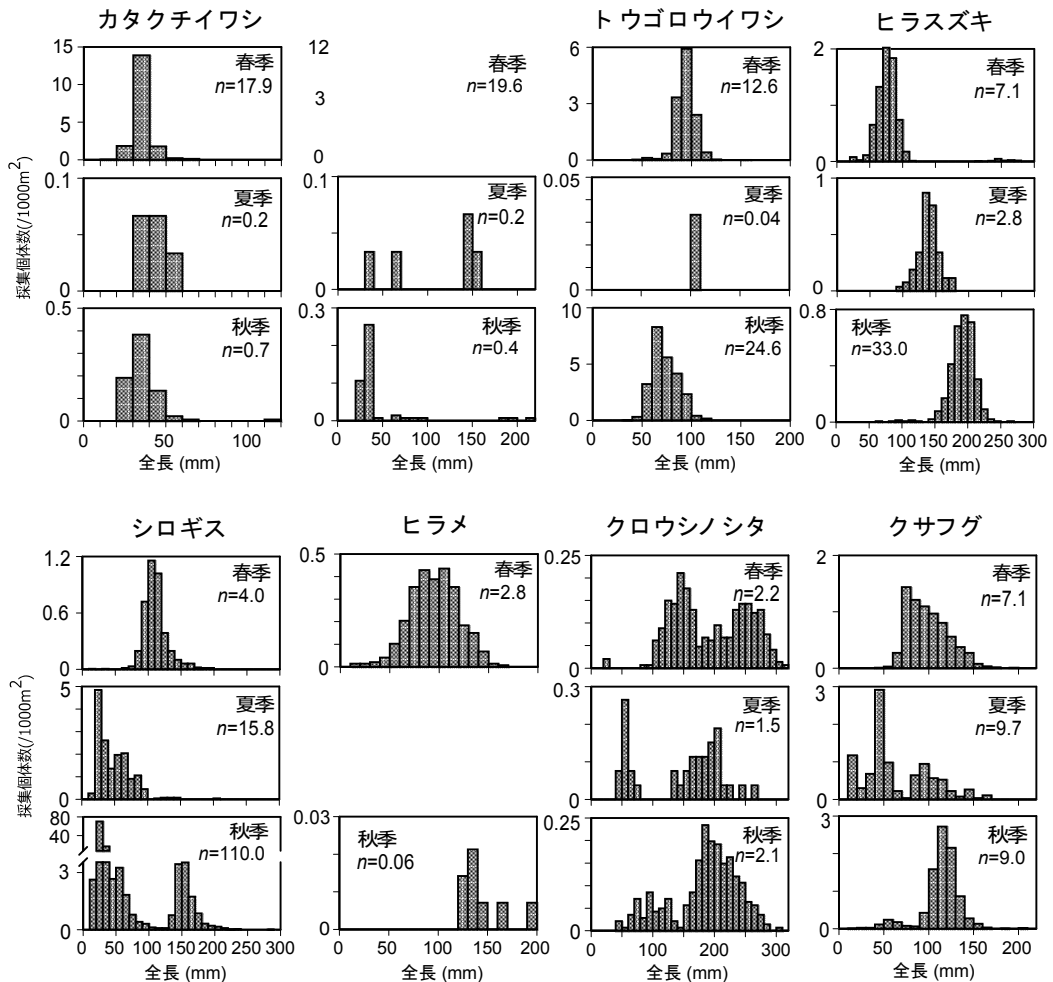 カタクチイワシ
トウゴロウイワシ
ヒラスズキ
採集個体数(/1000m²)
15
10
5
0
春季
n=17.9
12
3
0
春季
n=19.6
6
3
0
春季
n=12.6
2
1
0
春季
n=7.1
0.1
0
夏季
n=0.2
0.1
0
夏季
n=0.2
0.05
0
夏季
n=0.04
1
0
夏季
n=2.8
0.5
0
秋季
n=0.7
0 50 100
全長 (mm)
0.3
0
秋季
n=0.4
0 50 100 150 200
全長 (mm)
10
5
0
秋季
n=24.6
0 50 100 150 200
全長 (mm)
0.8
0.4
0
秋季
n=33.0
0 50 100 150 200 250 300
全長 (mm)
シロギス
ヒラメ
クロウシノシタ
クサフグ
採集個体数(/1000m²)
1.2
0.6
0
春季
n=4.0
0.5
0
春季
n=2.8
0.25
0
春季
n=2.2
2
1
0
春季
n=7.1
5
0
夏季
n=15.8
0.3
0
夏季
n=1.5
3
0
夏季
n=9.7
80
40
3
0
秋季
n=110.0
0 50 100 150 200 250 300
全長 (mm)
0.03
0
秋季
n=0.06
0 50 100 150 200
全長 (mm)
0.25
0
秋季
n=2.1
0 100 200 300
全長 (mm)
3
0
秋季
n=9.0
0 50 100 150 200
全長 (mm)